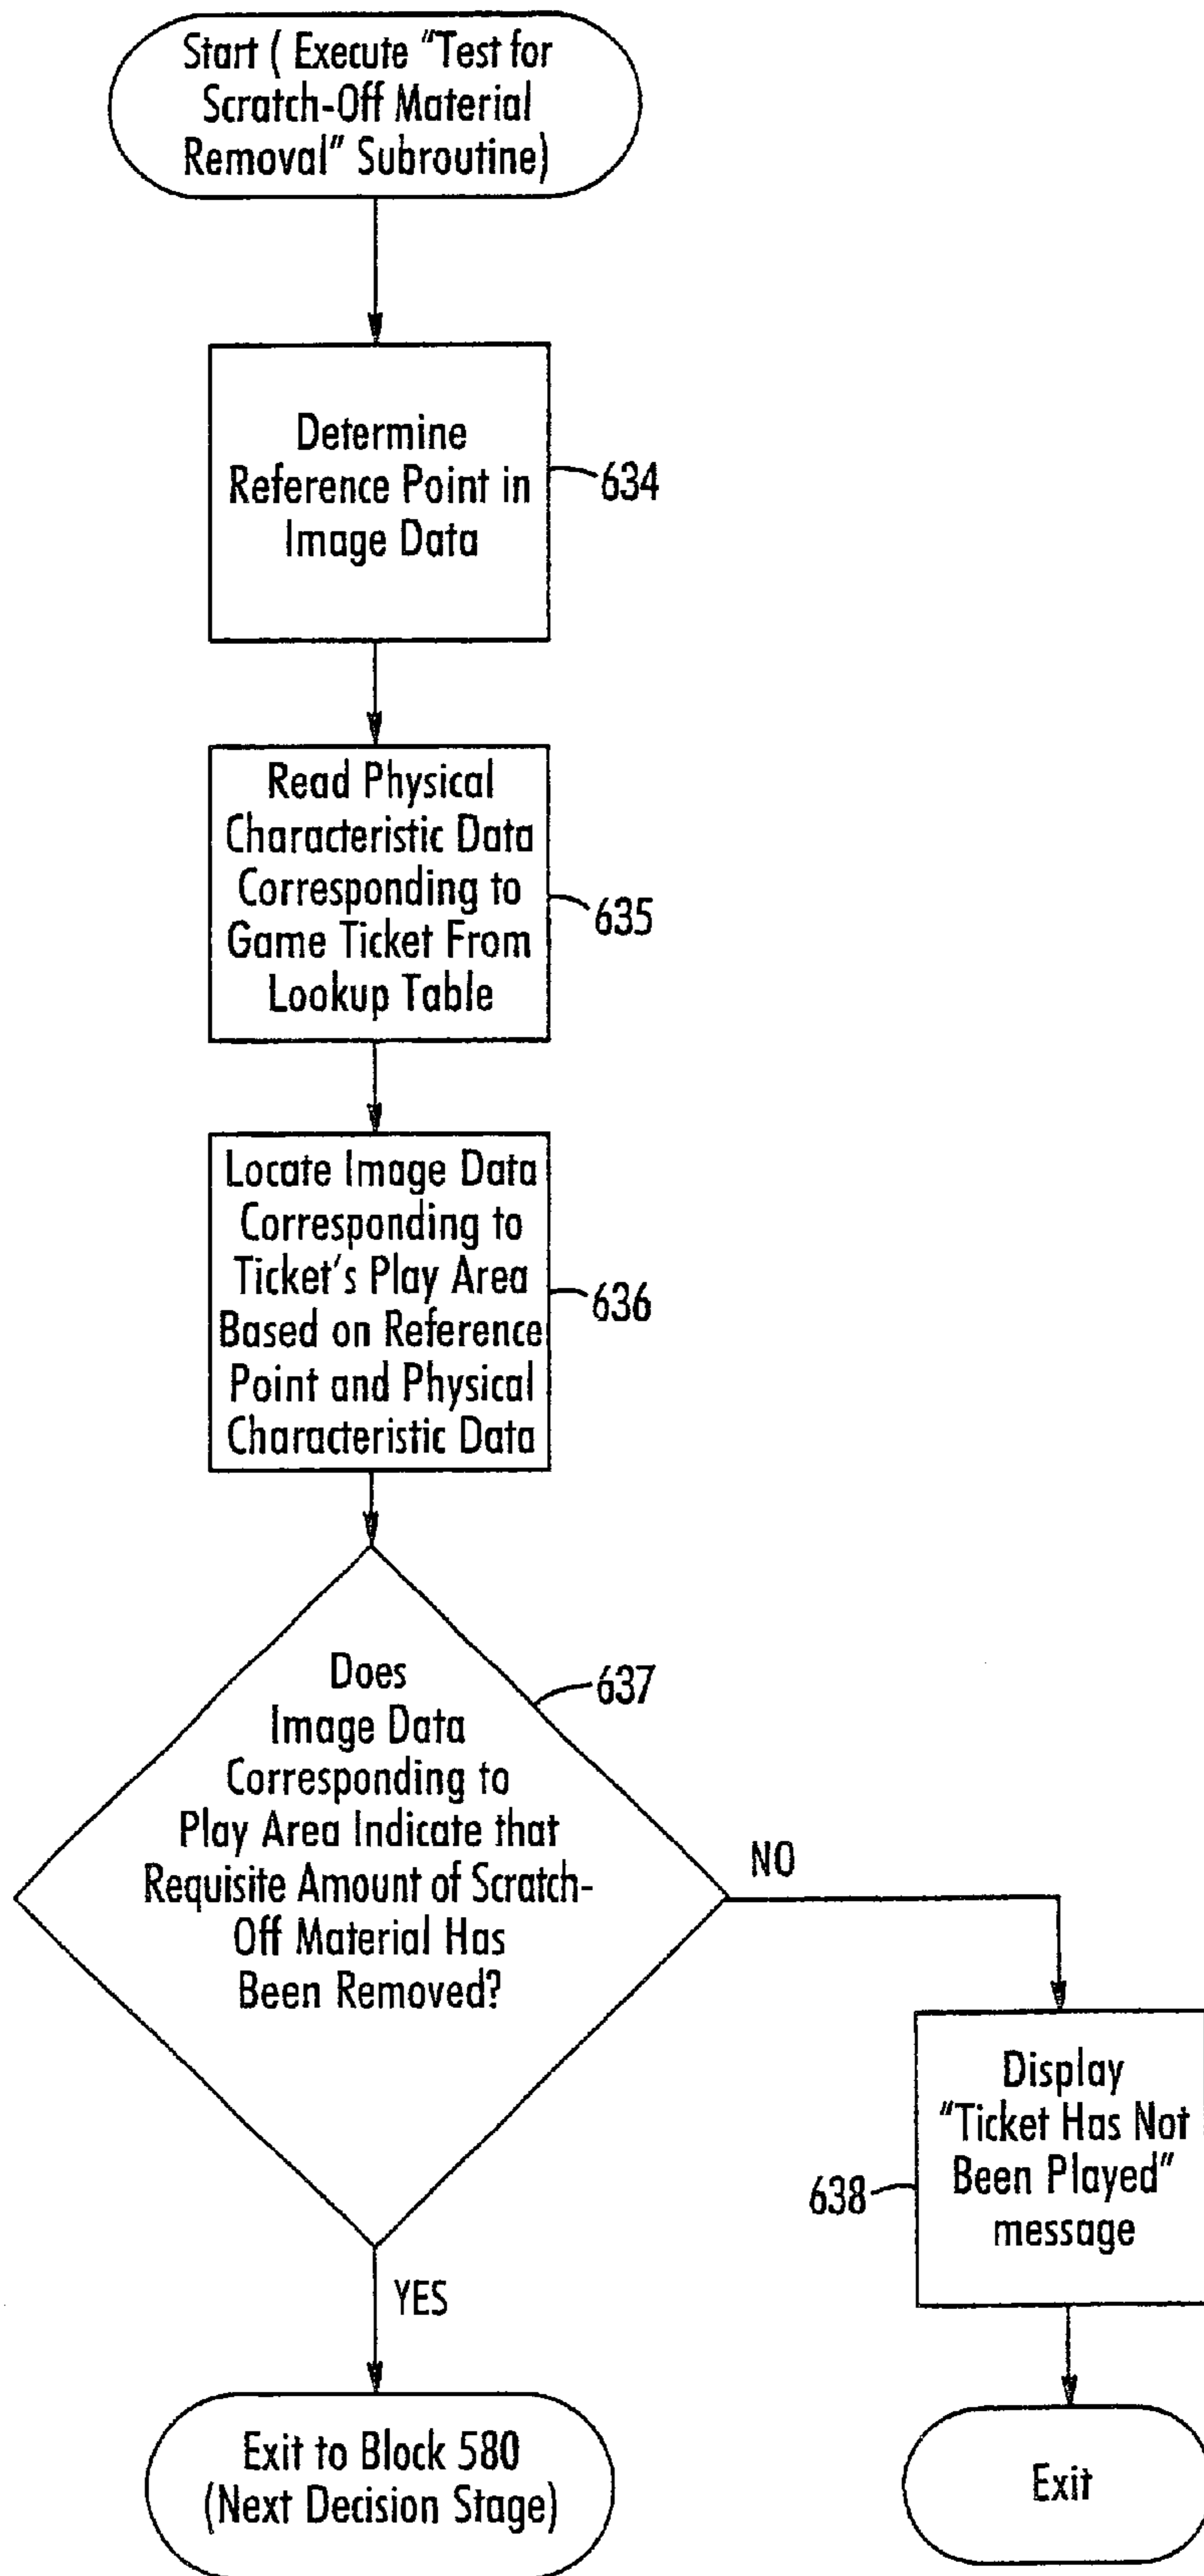 Start ( Execute "Test for
Scratch-Off Material
Removal" Subroutine)
Determine
Reference Point in
Image Data
634
Read Physical
Characteristic Data
Corresponding to
Game Ticket From
Lookup Table
635
Locate Image Data
Corresponding to
Ticket's Play Area
Based on Reference
Point and Physical
Characteristic Data
636
Does
Image Data
Corresponding to
Play Area Indicate that
Requisite Amount of Scratch-
Off Material Has
Been Removed?
637
NO
Display
"Ticket Has Not
Been Played"
message
638
YES
Exit to Block 580
(Next Decision Stage)
Exit